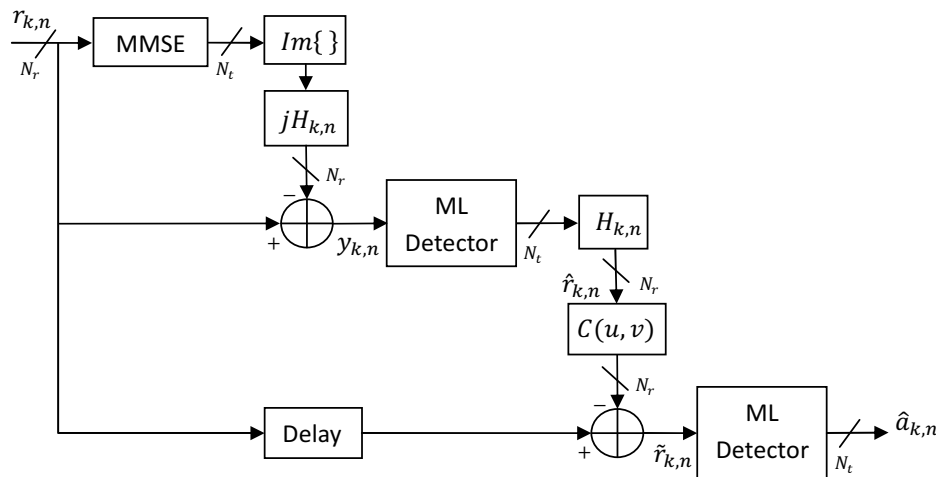 r_{k,n}
N_r
MMSE
N_t
Im{ }
jH_{k,n}
N_r
−
+
y_{k,n}
ML
Detector
N_t
H_{k,n}
r̂_{k,n}
N_r
C(u, v)
N_r
Delay
−
+
r̃_{k,n}
ML
Detector
N_t
â_{k,n}